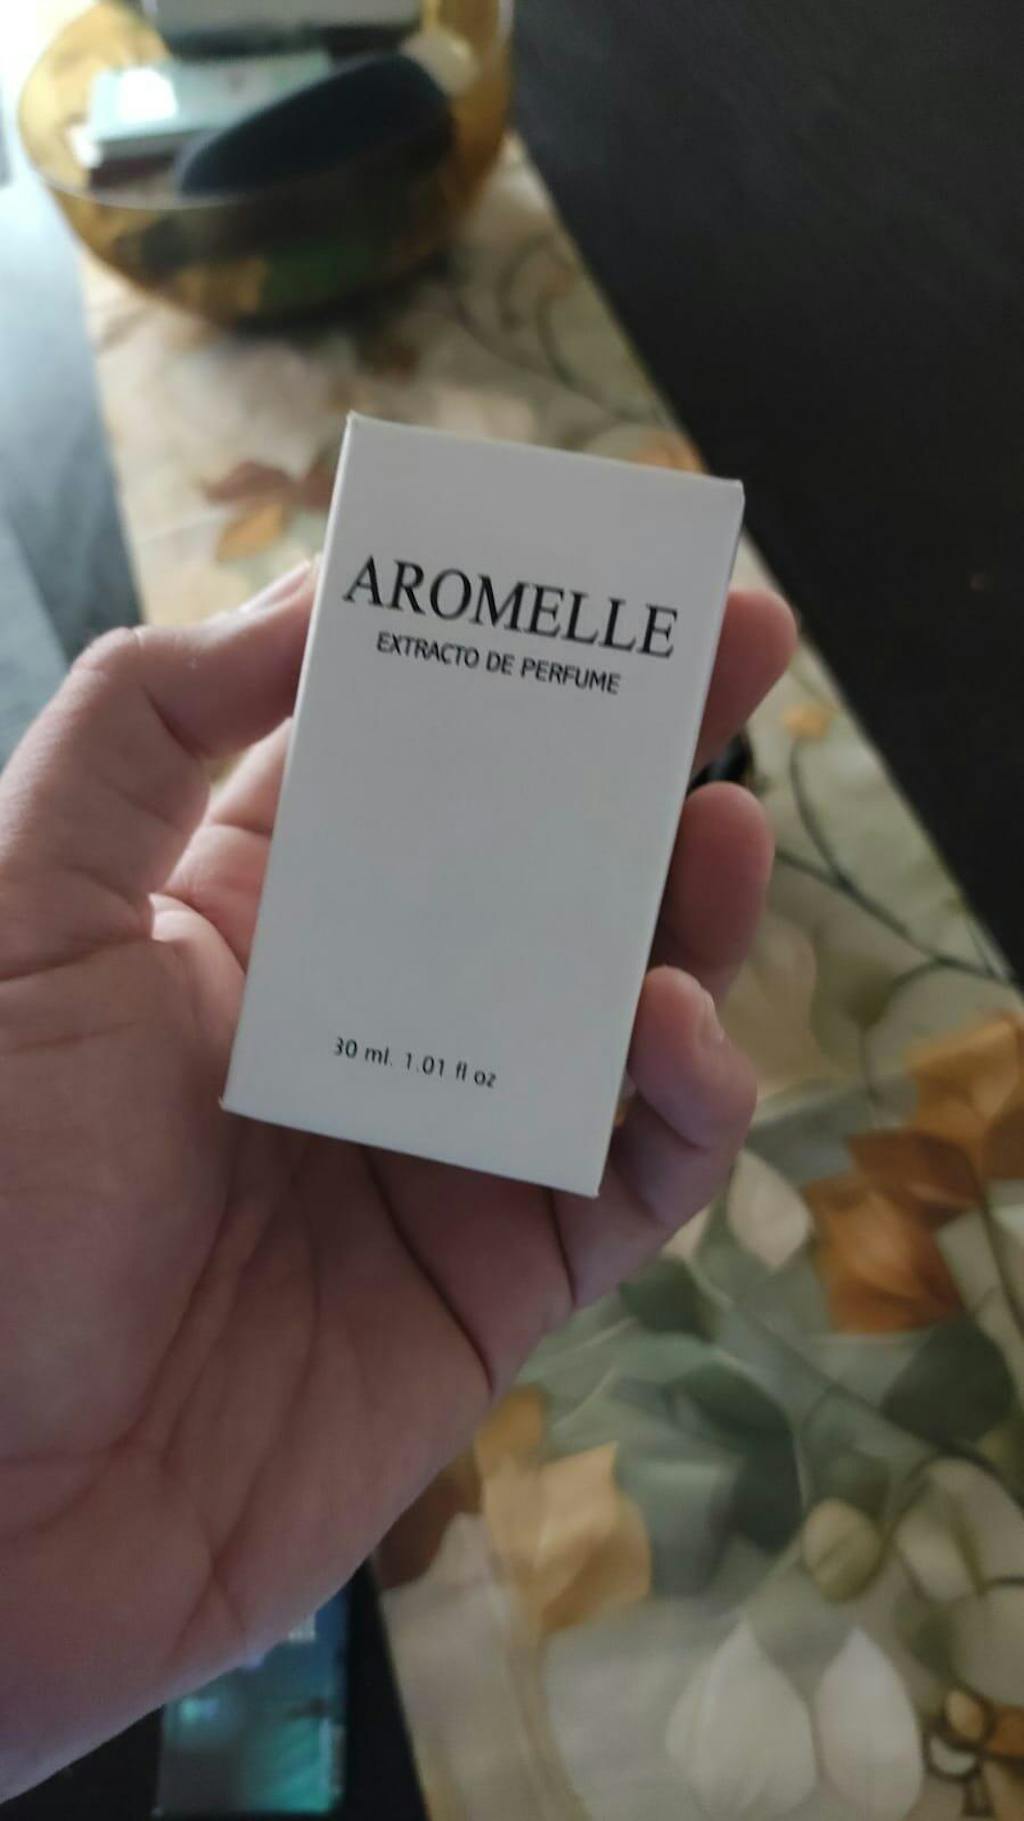 AROMELLE
EXTRACTO DE PERFUME
30 ml. 1.01 fl oz